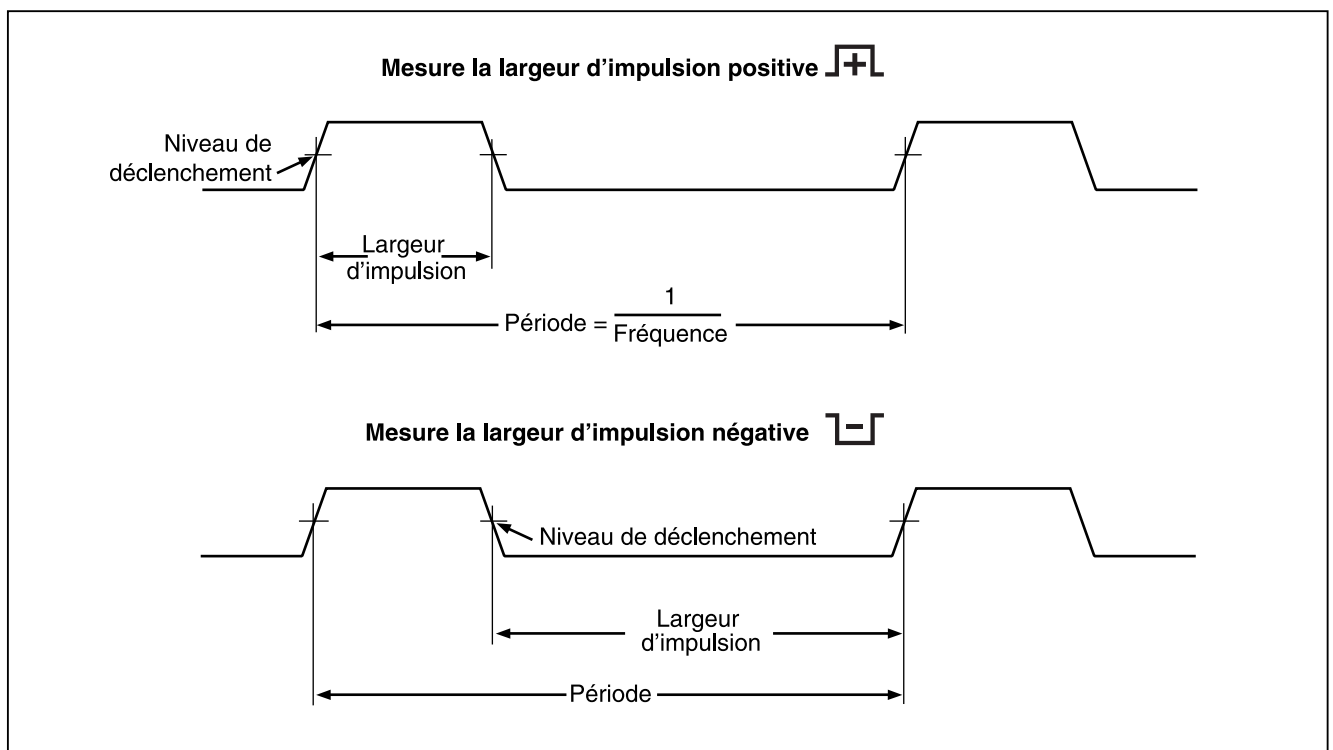 Mesure la largeur d'impulsion positive +
Niveau de
déclenchement
Largeur
d'impulsion
Période = 1
Fréquence
Mesure la largeur d'impulsion négative -
Niveau de déclenchement
Largeur
d'impulsion
Période